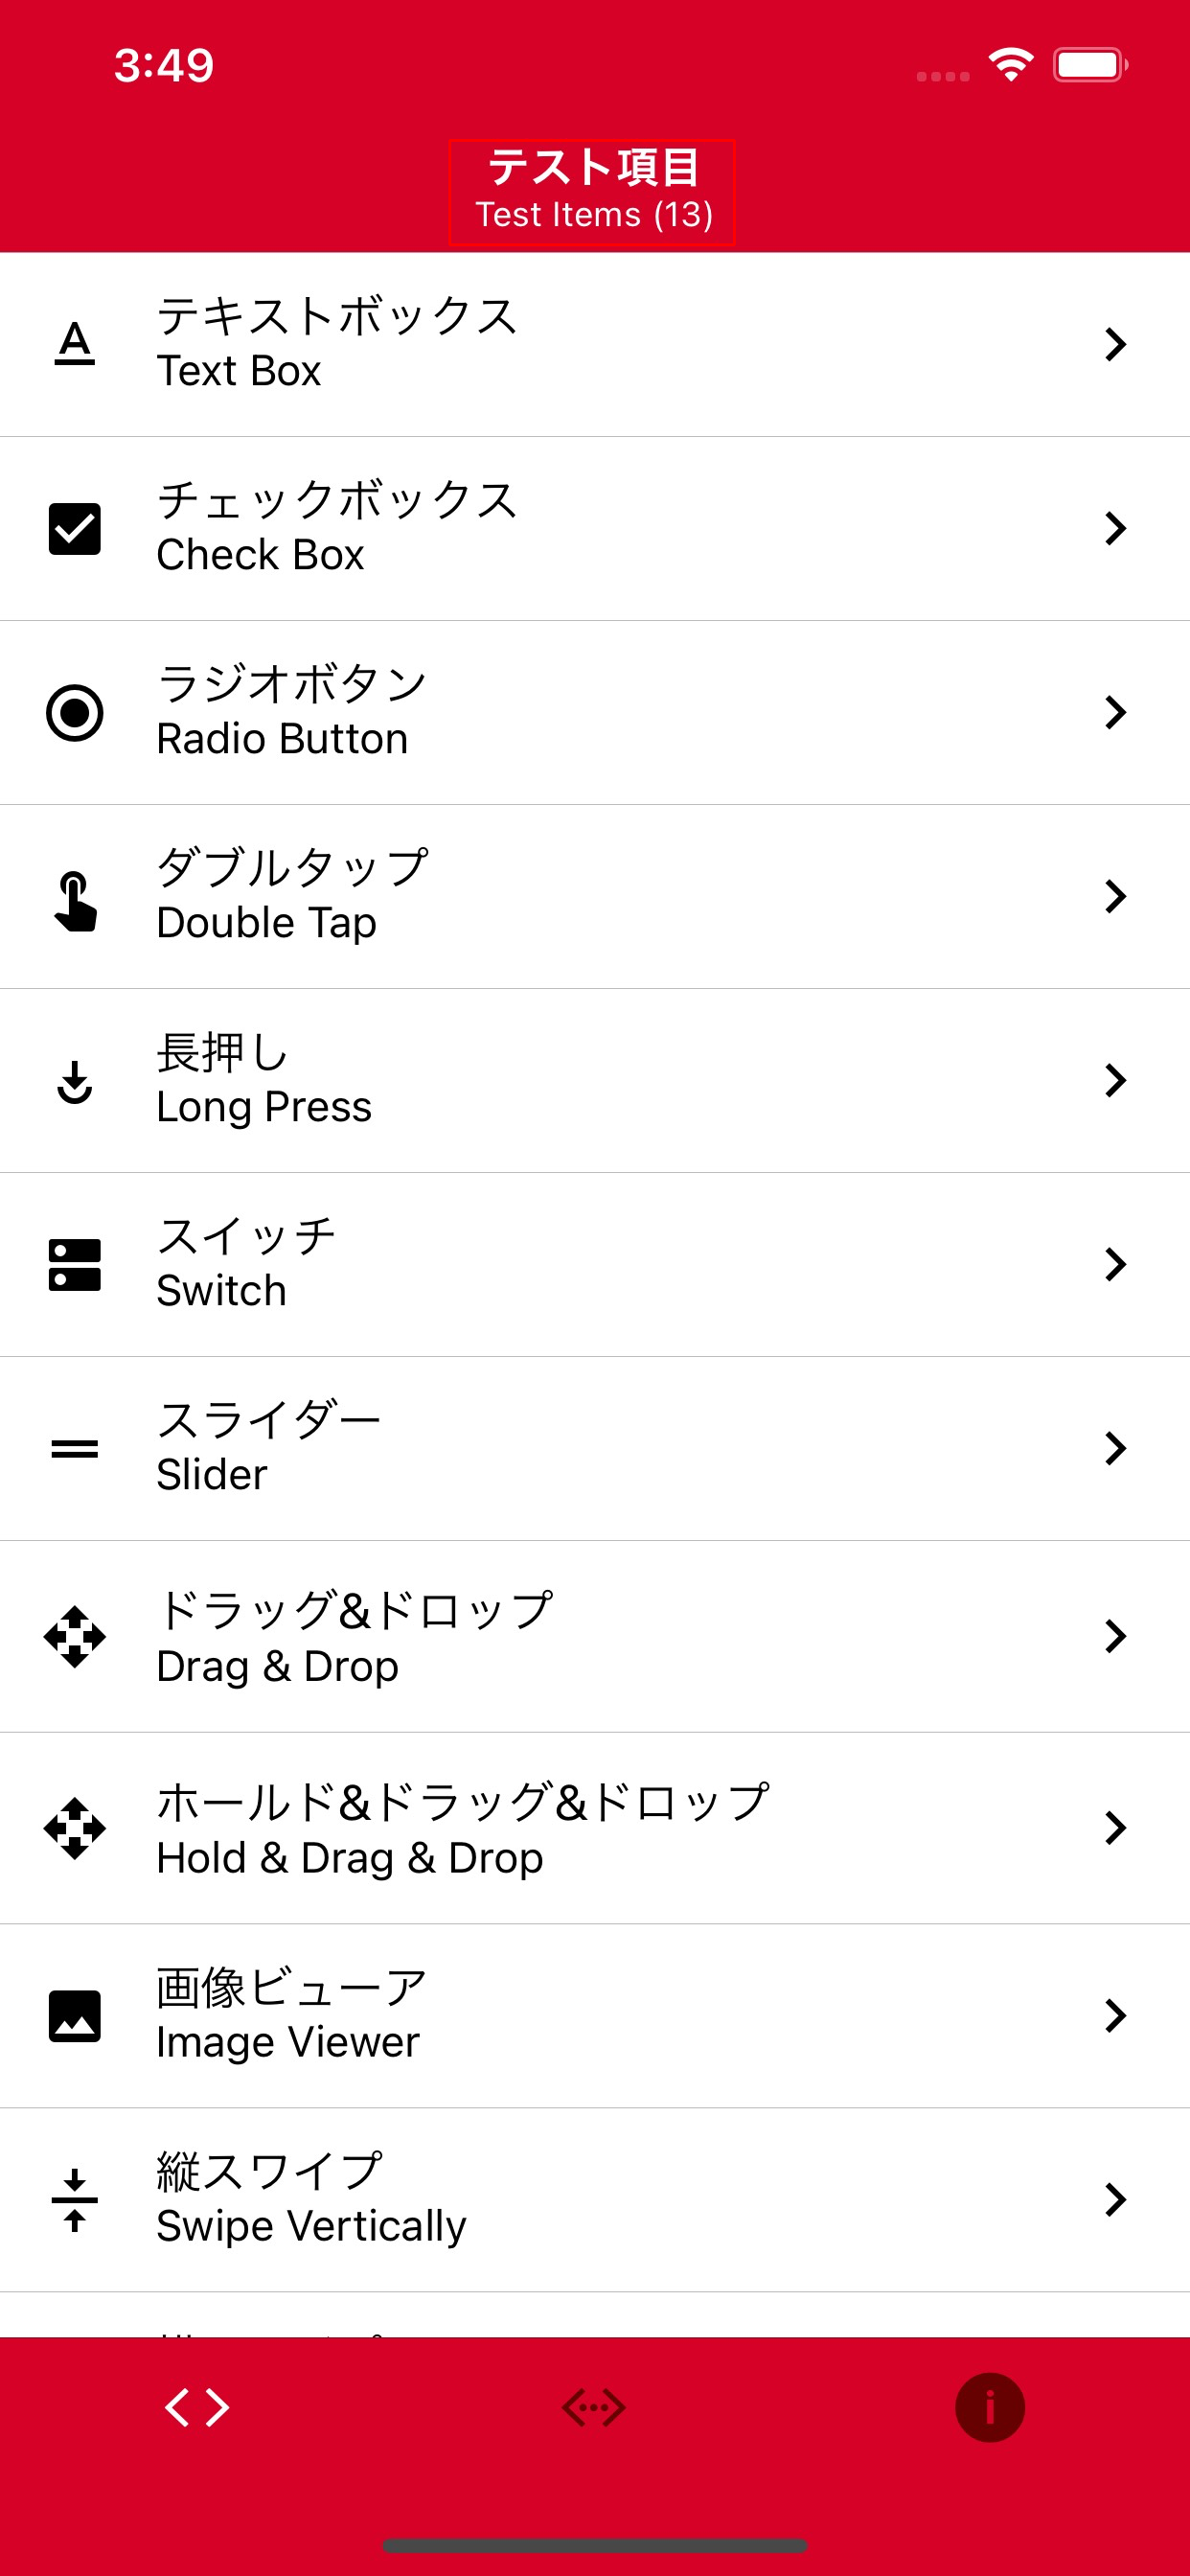 3:49
テスト項目
Test Items (13)
テキストボックス
Text Box
チェックボックス
Check Box
ラジオボタン
Radio Button
ダブルタップ
Double Tap
長押し
Long Press
スイッチ
Switch
スライダー
Slider
ドラッグ&ドロップ
Drag & Drop
ホールド&ドラッグ&ドロップ
Hold & Drag & Drop
画像ビューア
Image Viewer
縦スワイプ
Swipe Vertically